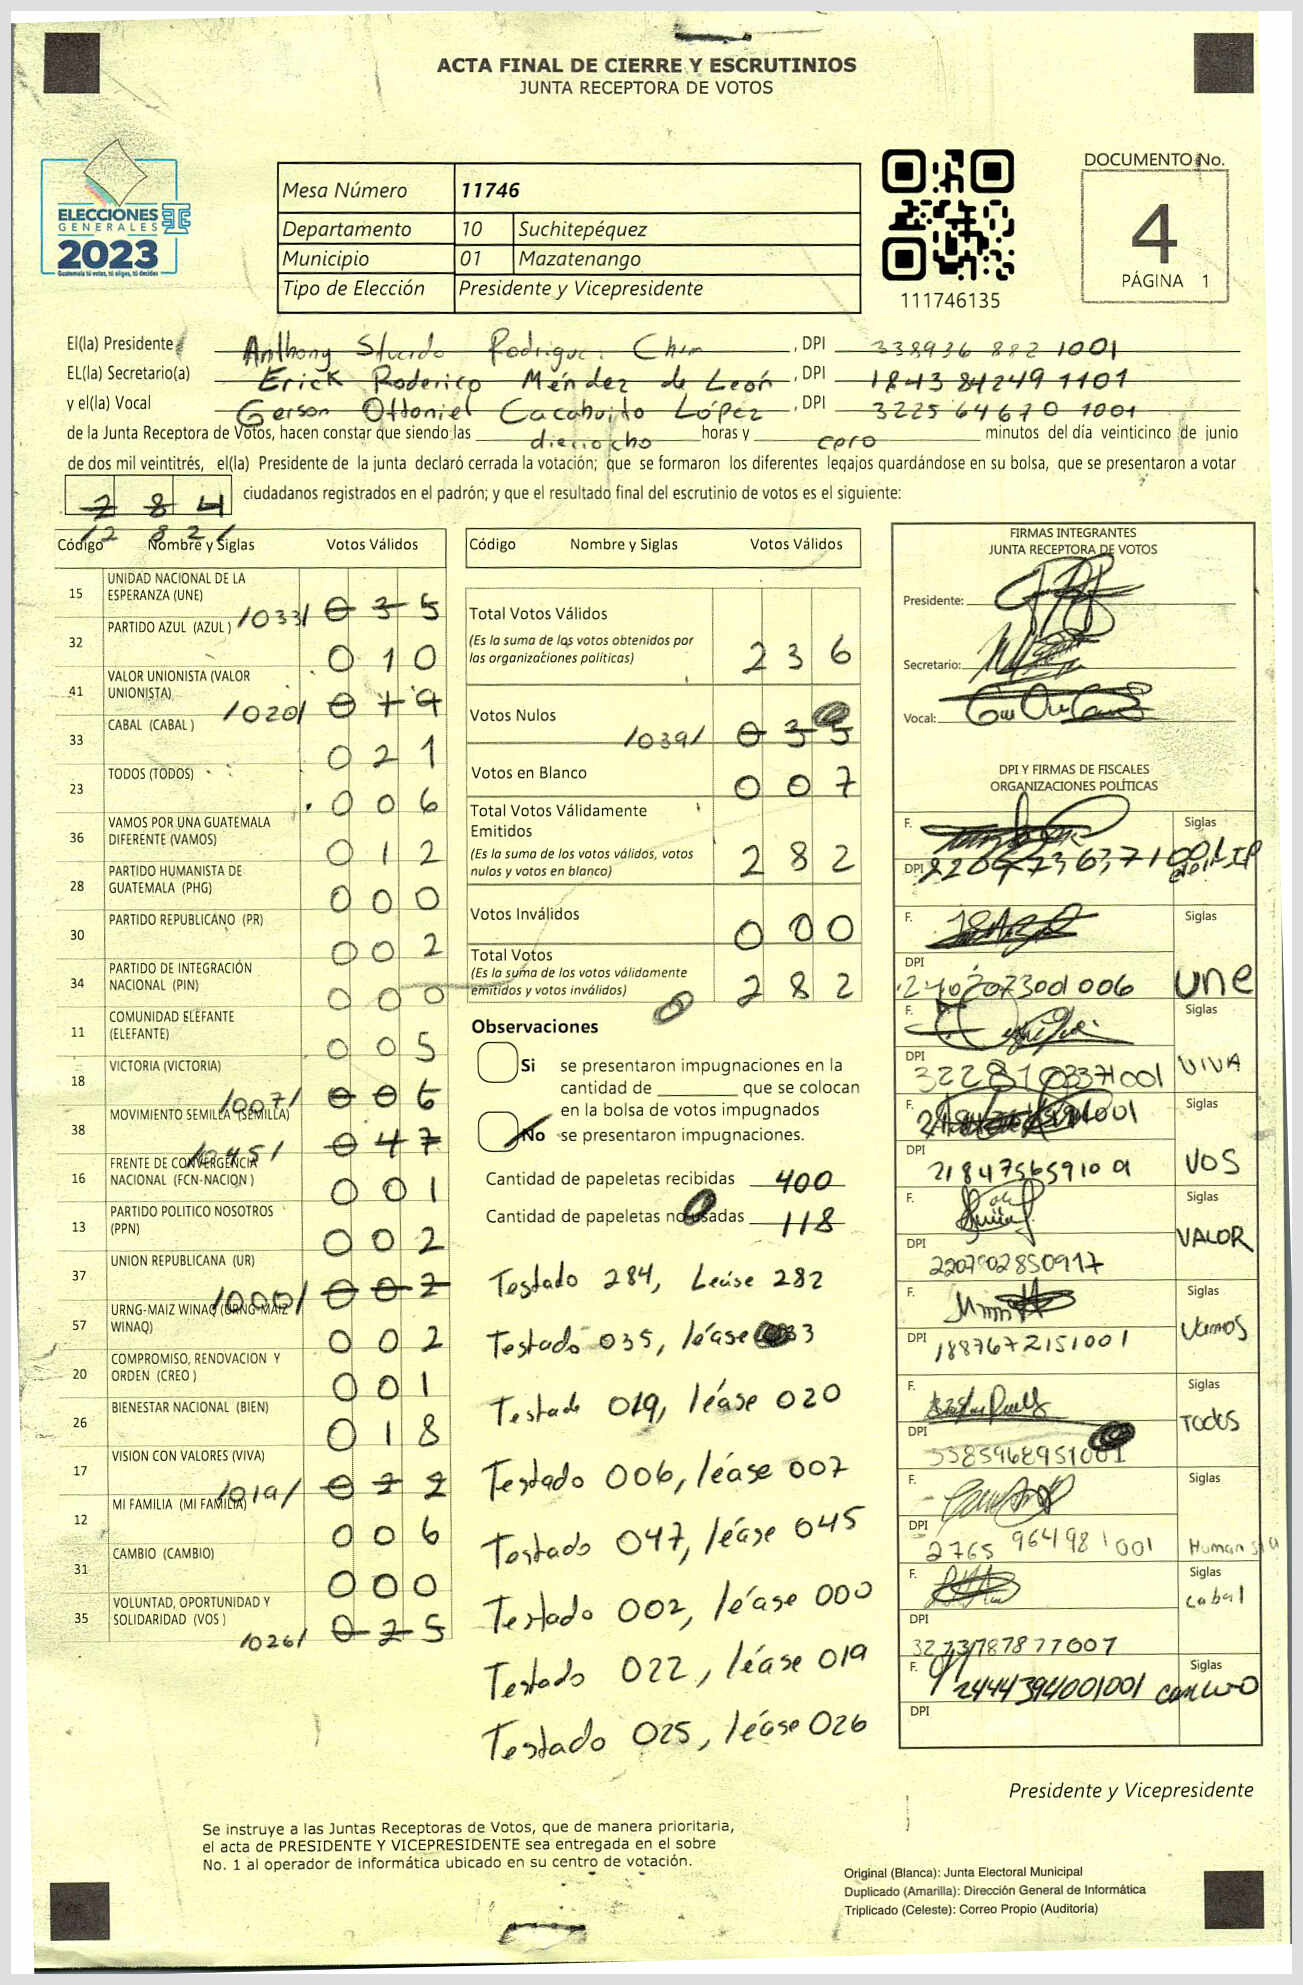 ACTA FINAL DE CIERRE Y ESCRUTINIOS
JUNTA RECEPTORA DE VOTOS
ELECCIONES
GENERALES
2023
Guatemala tú votas, tú eliges, tú decides
Mesa Número 11746
Departamento 10 Suchitepéquez
Municipio 01 Mazatenango
Tipo de Elección Presidente y Vicepresidente
111746135
DOCUMENTO No.
4
PÁGINA 1
El(la) Presidente Anthony Stuardo , DPI 338936 882 1001
EL(la) Secretario(a) Erick Roderico Méndez de León , DPI 1843 84249 1101
y el(la) Vocal Gerson Ottoniel Cacahuito López , DPI 3225 64670 1001
de la Junta Receptora de Votos, hacen constar que siendo las dieciocho horas y cero minutos del día veinticinco de junio
de dos mil veintitrés, el(la) Presidente de la junta declaró cerrada la votación; que se formaron los diferentes legajos guardándose en su bolsa, que se presentaron a votar
284 ciudadanos registrados en el padrón; y que el resultado final del escrutinio de votos es el siguiente:
/282/
Código Nombre y Siglas Votos Válidos
15 UNIDAD NACIONAL DE LA ESPERANZA (UNE) /033/ 035
32 PARTIDO AZUL (AZUL ) 010
41 VALOR UNIONISTA (VALOR UNIONISTA) /020/ 019
33 CABAL (CABAL ) 021
23 TODOS (TODOS) 006
36 VAMOS POR UNA GUATEMALA DIFERENTE (VAMOS) 012
28 PARTIDO HUMANISTA DE GUATEMALA (PHG) 000
30 PARTIDO REPUBLICANO (PR) 002
34 PARTIDO DE INTEGRACIÓN NACIONAL (PIN) 000
11 COMUNIDAD ELEFANTE (ELEFANTE) 005
18 VICTORIA (VICTORIA) /007/ 006
38 MOVIMIENTO SEMILLA (SEMILLA) /045/ 047
16 FRENTE DE CONVERGENCIA NACIONAL (FCN-NACION ) 001
13 PARTIDO POLITICO NOSOTROS (PPN) 002
37 UNION REPUBLICANA (UR) /000/ 002
57 URNG-MAIZ WINAQ (URNG-MAIZ WINAQ) 002
20 COMPROMISO, RENOVACION Y ORDEN (CREO ) 001
26 BIENESTAR NACIONAL (BIEN) 018
17 VISION CON VALORES (VIVA) /019/ 022
12 MI FAMILIA (MI FAMILIA) 006
31 CAMBIO (CAMBIO) 000
35 VOLUNTAD, OPORTUNIDAD Y SOLIDARIDAD (VOS ) /026/ 025
Código Nombre y Siglas Votos Válidos
Total Votos Válidos
(Es la suma de los votos obtenidos por
las organizaciones politicas) 236
Votos Nulos /039/ 035
Votos en Blanco 007
Total Votos Válidamente
Emitidos
(Es la suma de los votos válidos, votos
nulos y votos en blanco) 282
Votos Inválidos 000
Total Votos
(Es la suma de los votos válidamente
emitidos y votos inválidos) 282
Observaciones
Si se presentaron impugnaciones en la
cantidad de ________ que se colocan
en la bolsa de votos impugnados
No se presentaron impugnaciones.
Cantidad de papeletas recibidas 400
Cantidad de papeletas no usadas 118
Testado 284, Leáse 282
Testado 035, léase 033
Testado 019, léase 020
Testado 006, léase 007
Testado 047, léase 045
Testado 002, léase 000
Testado 022, léase 019
Testado 025, léase 026
FIRMAS INTEGRANTES
JUNTA RECEPTORA DE VOTOS
Presidente:
Secretario:
Vocal:
DPI Y FIRMAS DE FISCALES
ORGANIZACIONES POLÍTICAS
F. Siglas
DPI
F. Siglas
DPI 2402073001006 une
F. Siglas
DPI 3228103371001 VIVA
F. Siglas
DPI 2184756591001 VOS
F. Siglas
DPI 2207902850917 VALOR
F. Siglas
DPI 1887672151001 Vamos
F. Siglas
DPI 3385968951001 TODOS
F. Siglas
DPI 2765 964981001 Humanista
F. Siglas
DPI 3273787877007 cabal
F. 2444394001001 Siglas
DPI
Presidente y Vicepresidente
Se instruye a las Juntas Receptoras de Votos, que de manera prioritaria,
el acta de PRESIDENTE Y VICEPRESIDENTE sea entregada en el sobre
No. 1 al operador de informática ubicado en su centro de votación.
Original (Blanca): Junta Electoral Municipal
Duplicado (Amarilla): Dirección General de Informática
Triplicado (Celeste): Correo Propio (Auditoría)